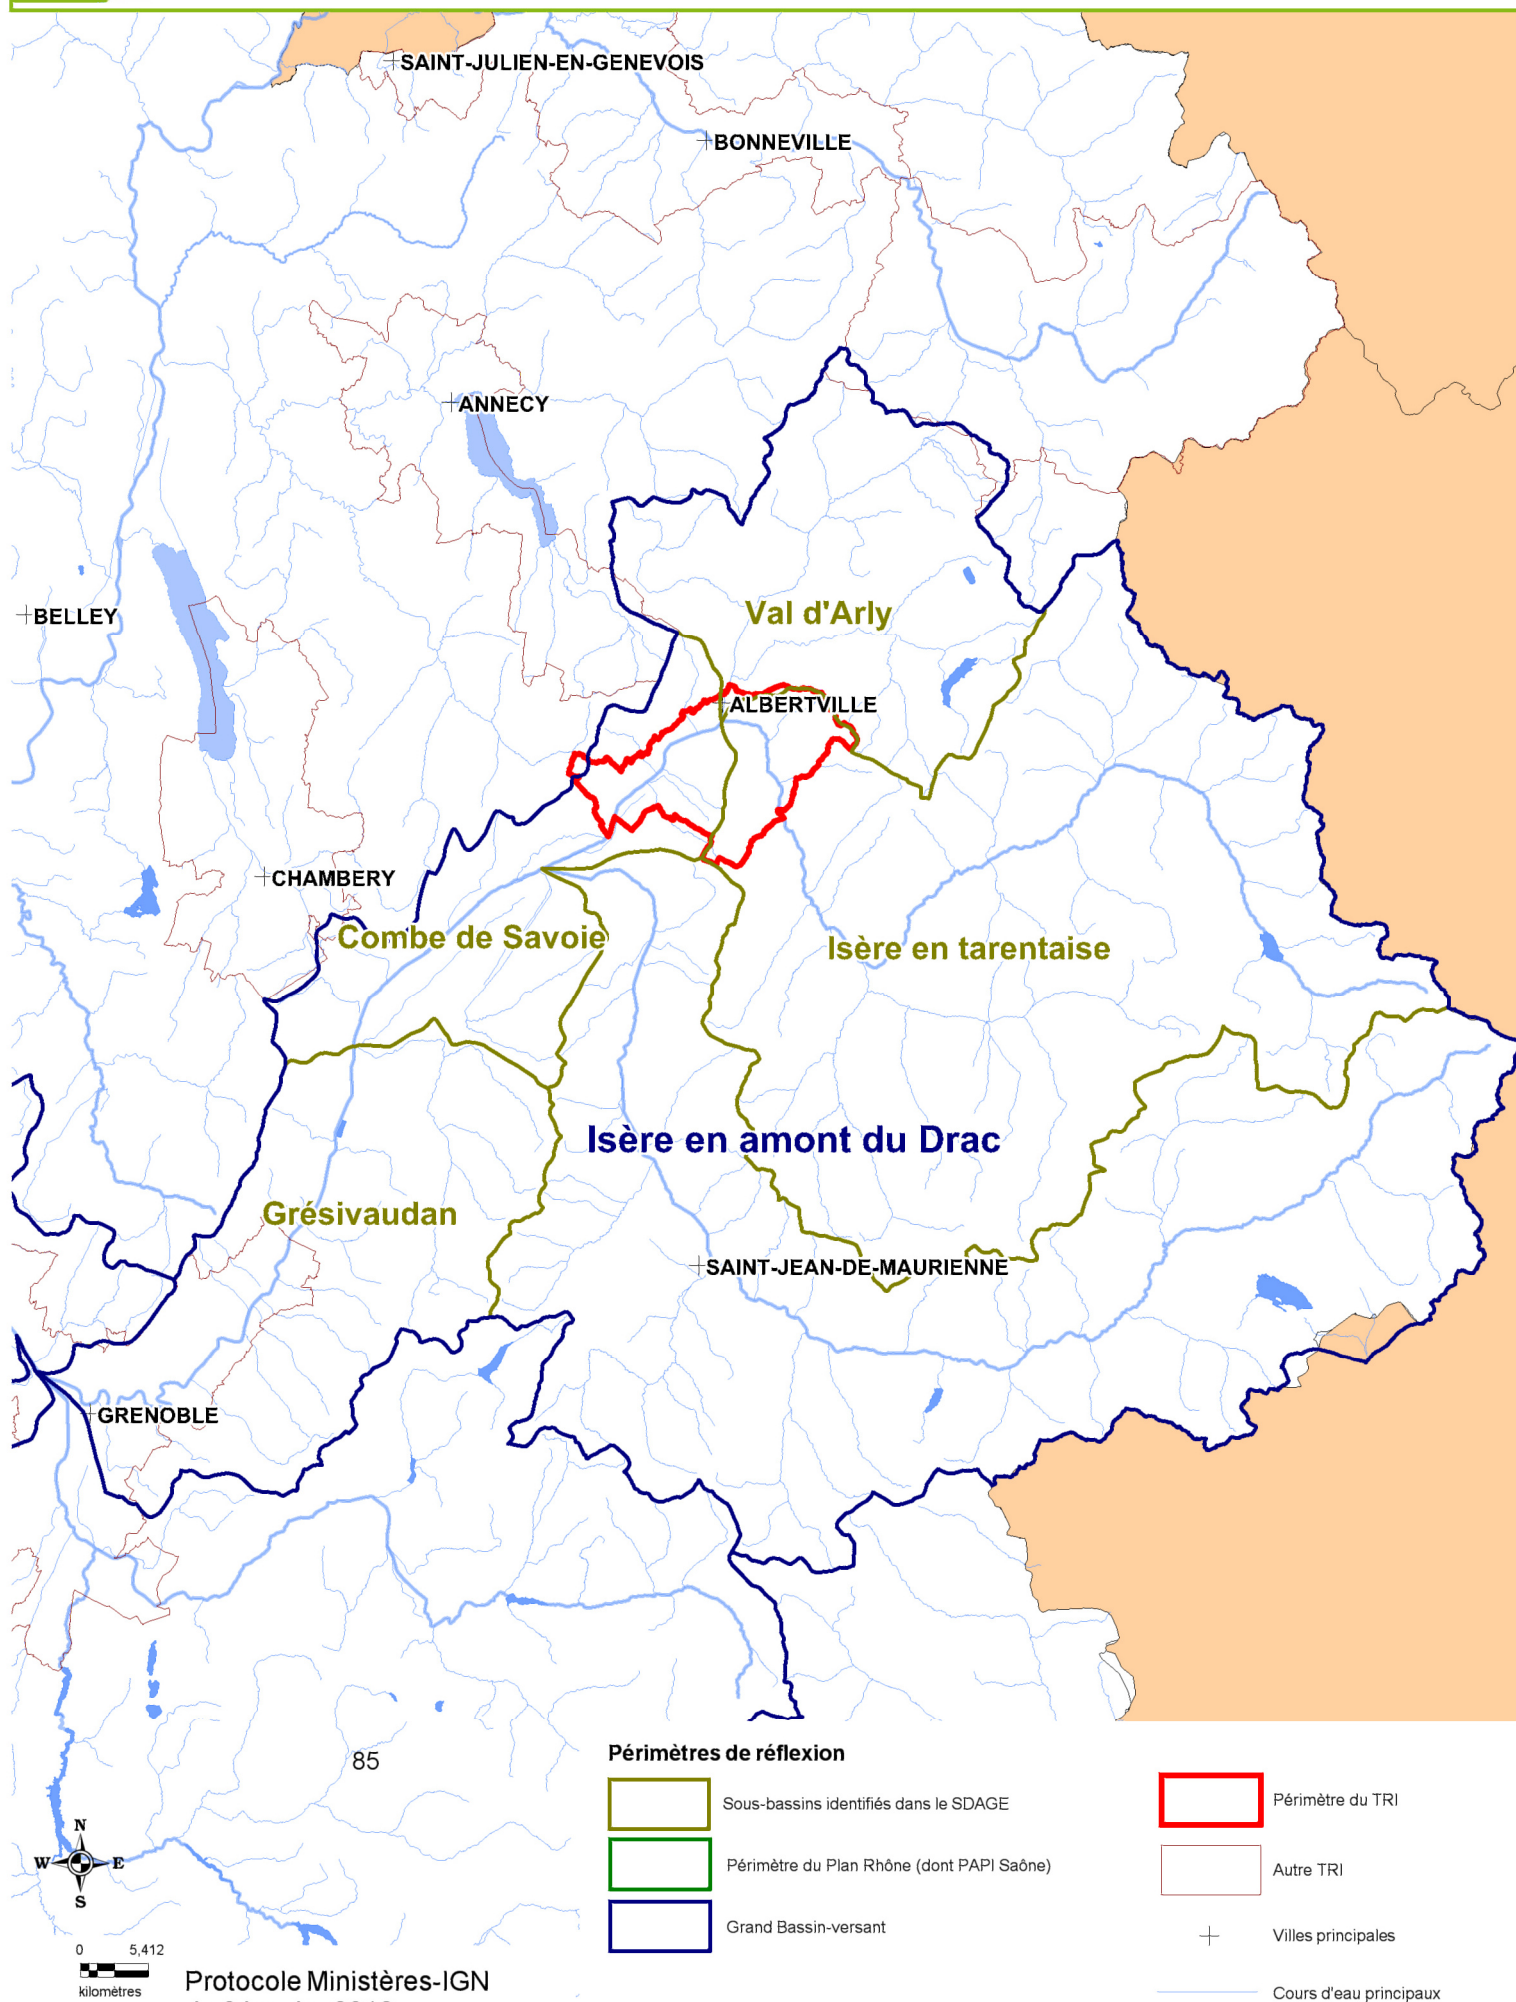 SAINT-JULIEN-EN-GENEVOIS
BONNEVILLE
ANNECY
BELLEY
Val d'Arly
ALBERTVILLE
CHAMBERY
Combe de Savoie
Isère en tarentaise
Isère en amont du Drac
Grésivaudan
SAINT-JEAN-DE-MAURIENNE
GRENOBLE
85
Périmètres de réflexion
Sous-bassins identifiés dans le SDAGE
Périmètre du Plan Rhône (dont PAPI Saône)
Grand Bassin-versant
Périmètre du TRI
Autre TRI
Villes principales
Cours d'eau principaux
N
W E
S
0 5,412
kilomètres
Protocole Ministères-IGN